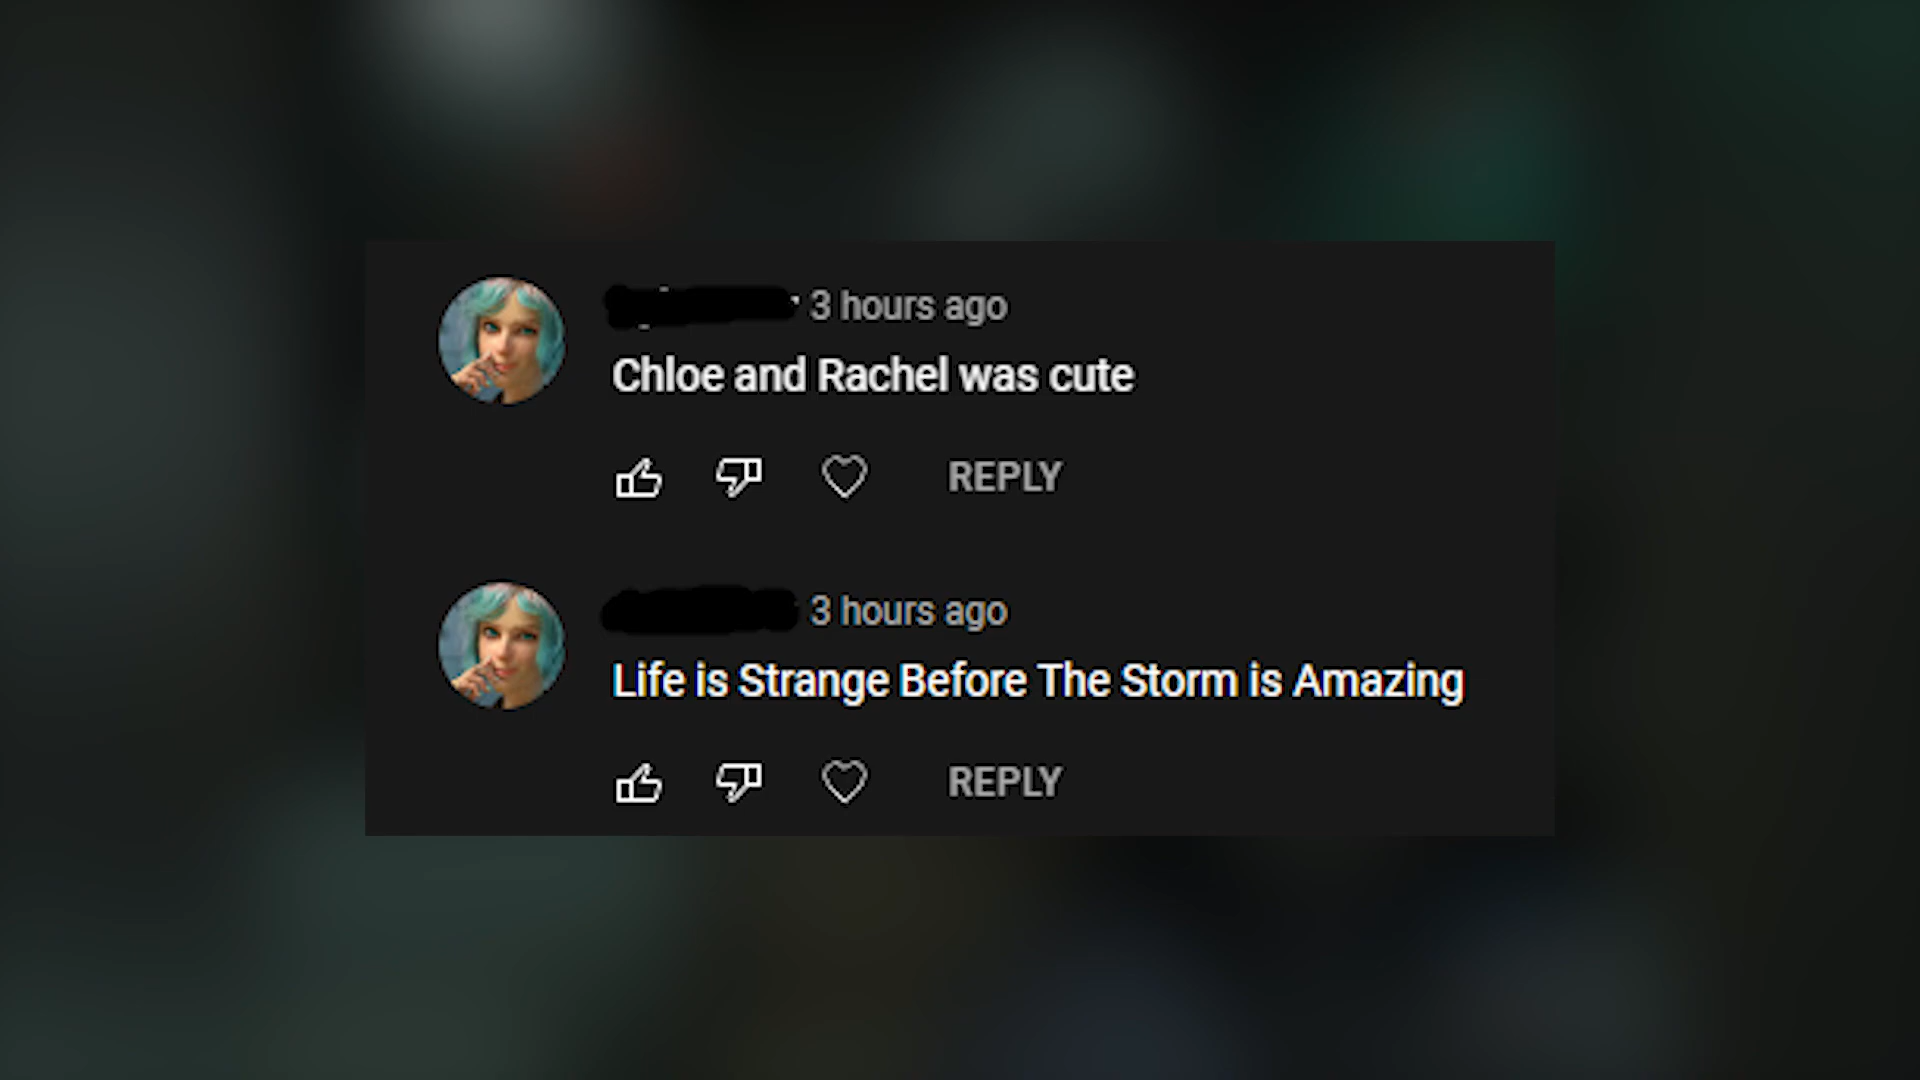 3 hours ago
Chloe and Rachel was cute
REPLY
3 hours ago
Life is Strange Before The Storm is Amazing
REPLY